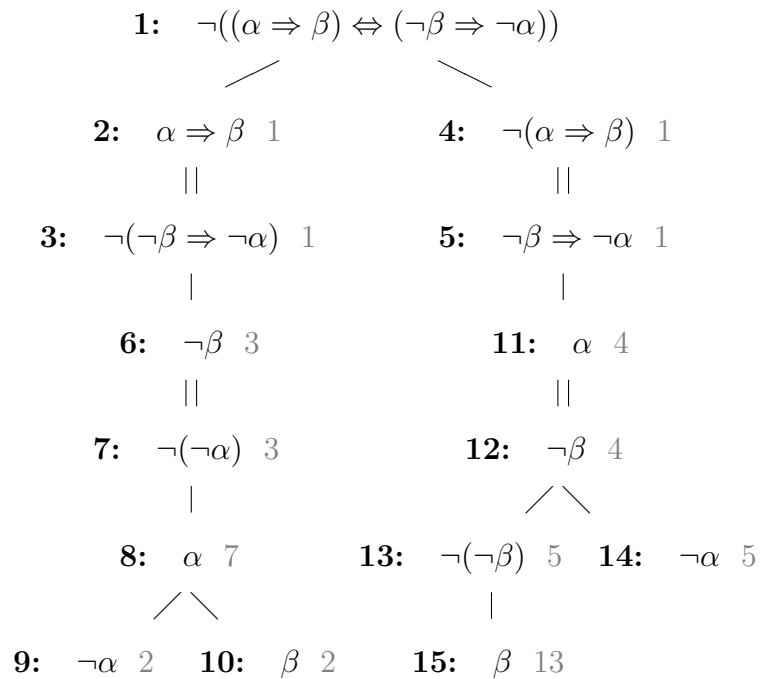 1: ¬((α ⇒ β) ⇔ (¬β ⇒ ¬α))
2: α ⇒ β 1 4: ¬(α ⇒ β) 1
3: ¬(¬β ⇒ ¬α) 1 5: ¬β ⇒ ¬α 1
6: ¬β 3 11: α 4
7: ¬(¬α) 3 12: ¬β 4
8: α 7 13: ¬(¬β) 5 14: ¬α 5
9: ¬α 2 10: β 2 15: β 13